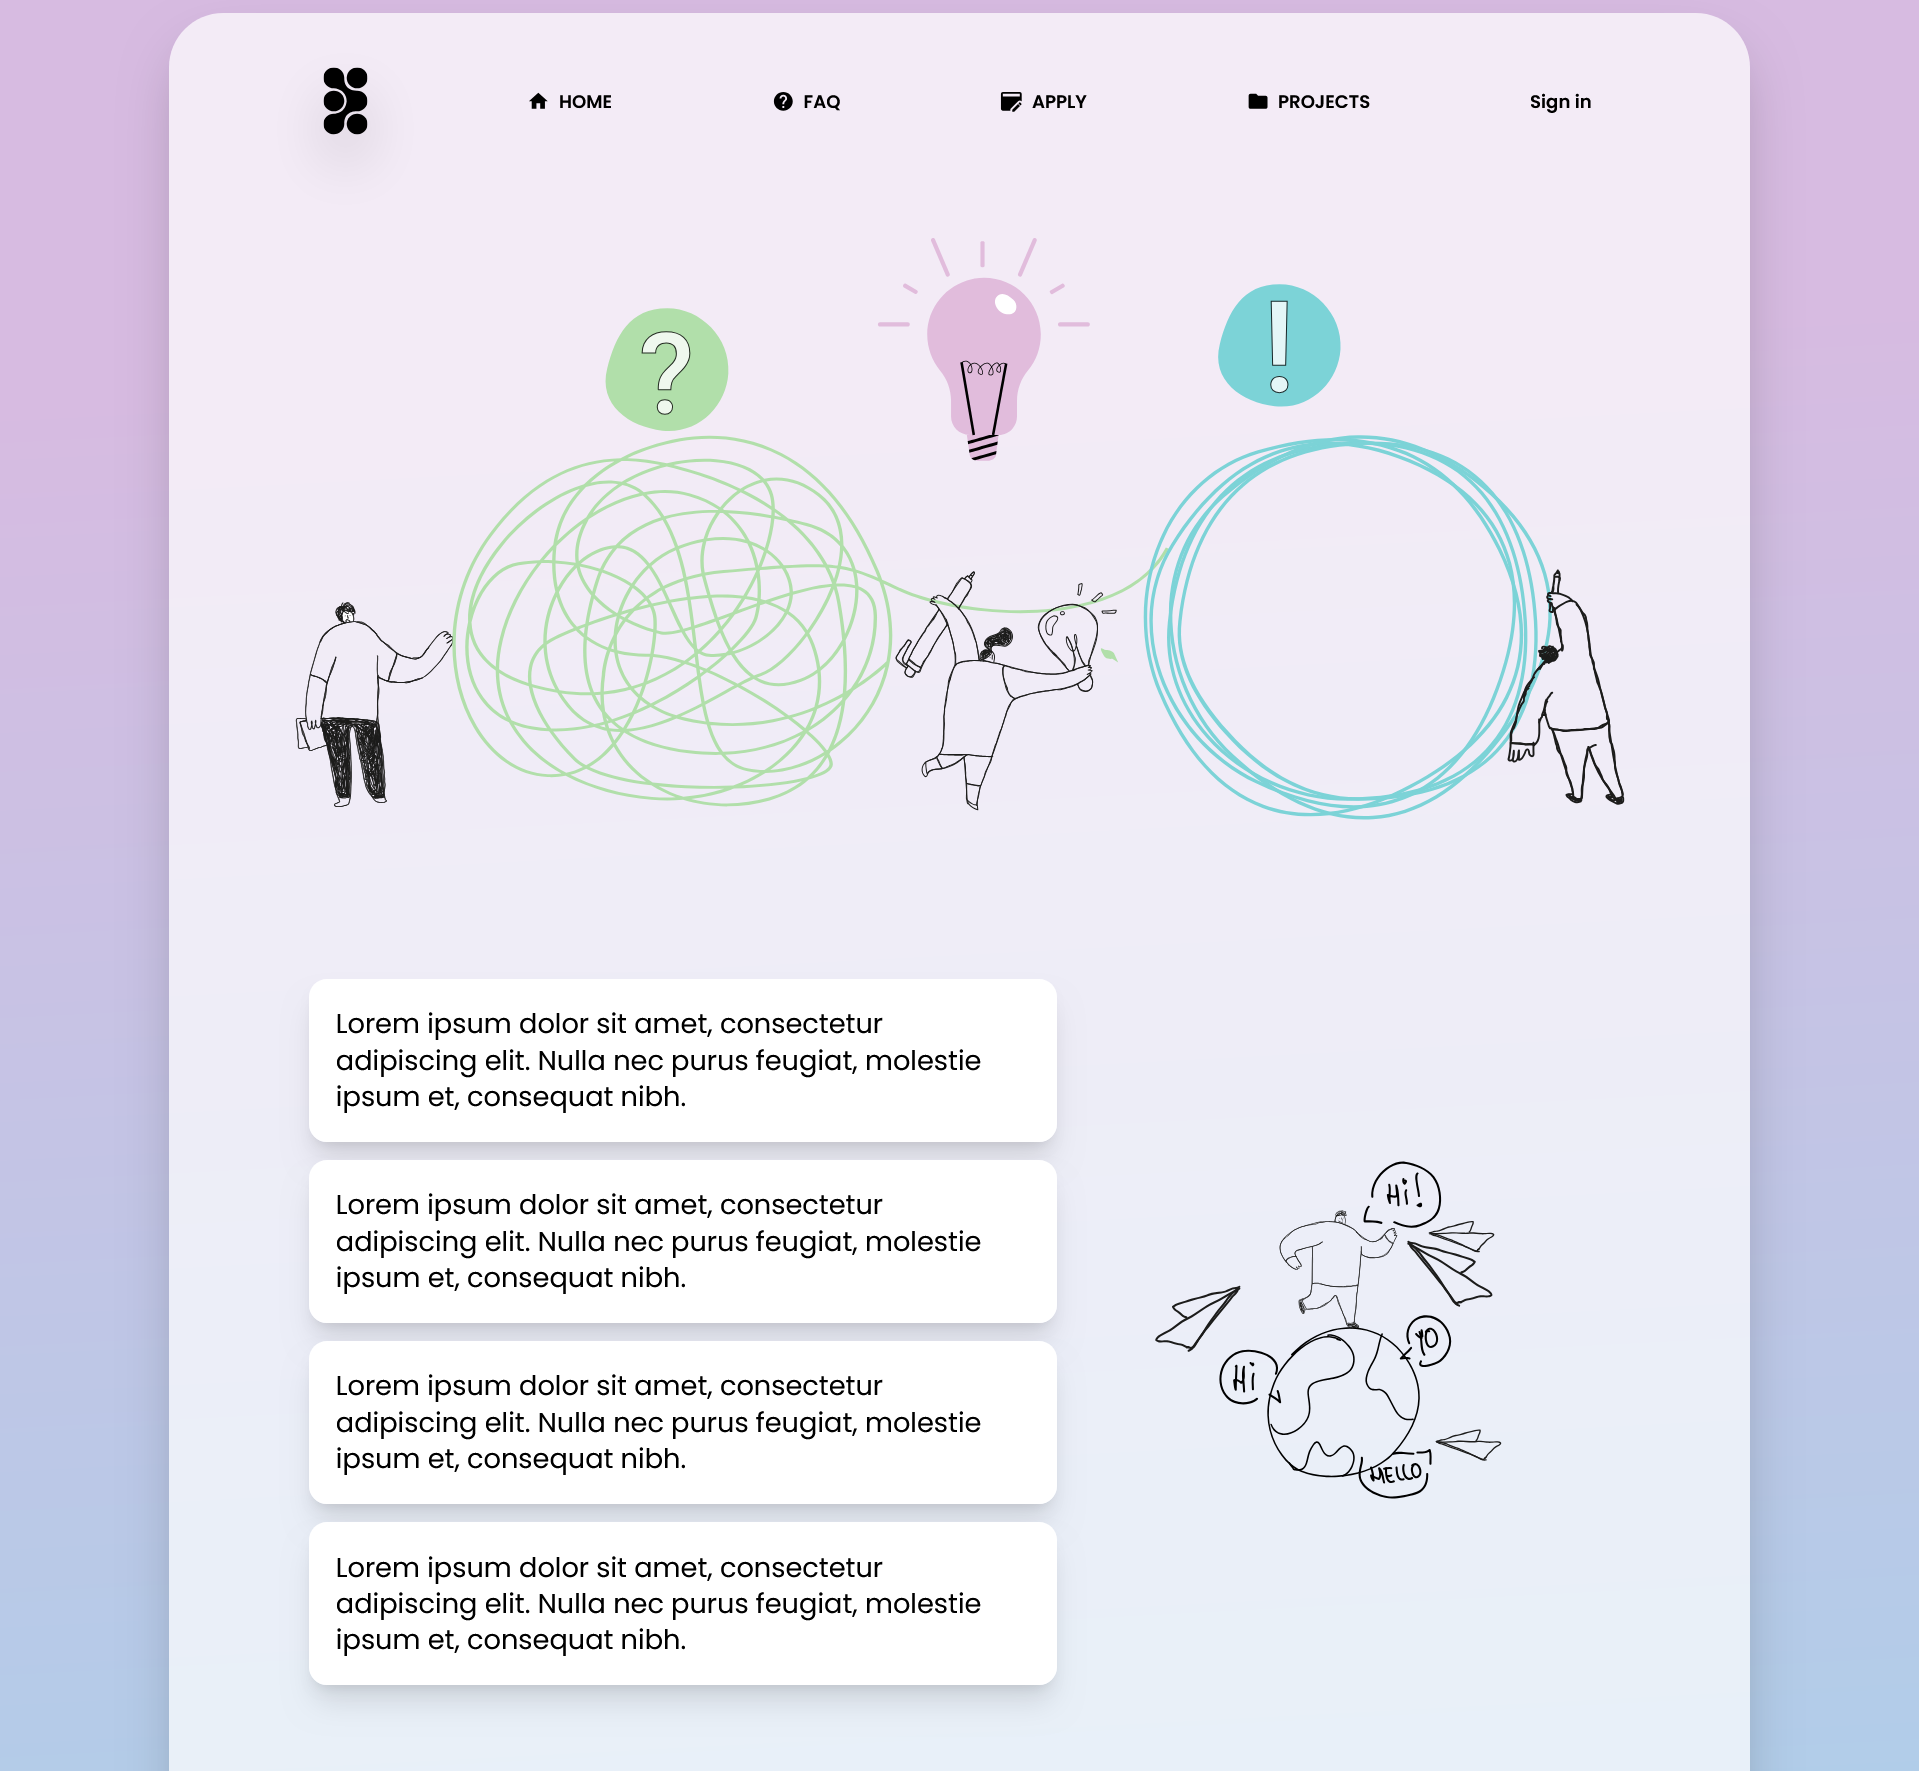 HOME
FAQ
APPLY
PROJECTS
Sign in
?
!
Lorem ipsum dolor sit amet, consectetur
adipiscing elit. Nulla nec purus feugiat, molestie
ipsum et, consequat nibh.
Lorem ipsum dolor sit amet, consectetur
adipiscing elit. Nulla nec purus feugiat, molestie
ipsum et, consequat nibh.
Lorem ipsum dolor sit amet, consectetur
adipiscing elit. Nulla nec purus feugiat, molestie
ipsum et, consequat nibh.
Lorem ipsum dolor sit amet, consectetur
adipiscing elit. Nulla nec purus feugiat, molestie
ipsum et, consequat nibh.
Hi!
YO
Hi
HELLO